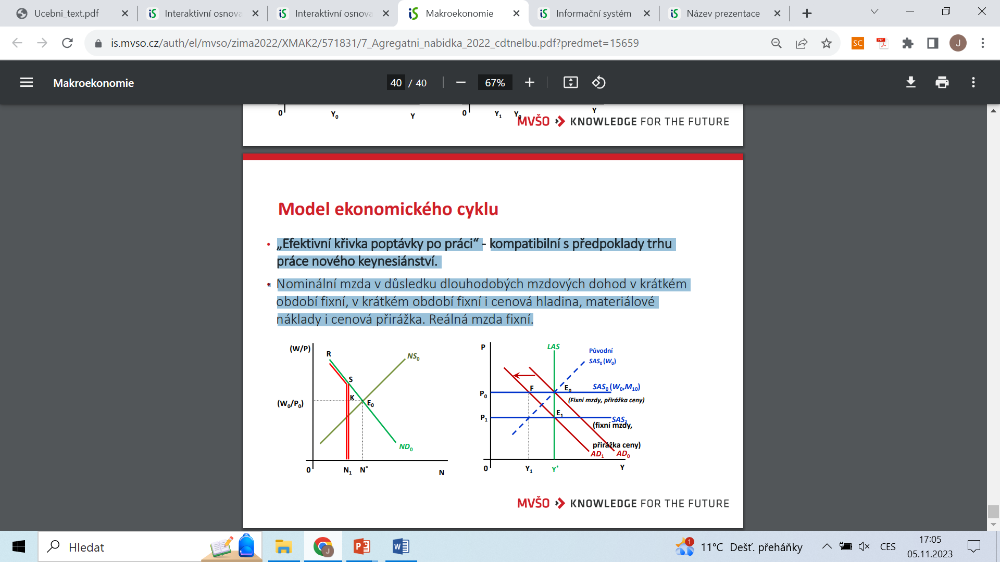 Ucebni_text.pdf
Interaktivní osnova
Interaktivní osnova
Makroekonomie
Informační systém
Název prezentace
is.mvso.cz/auth/el/mvso/zima2022/XMAK2/571831/7_Agregatni_nabidka_2022_cdtnelbu.pdf?predmet=15659
SC
PDF
J
Makroekonomie
40 / 40
67%
0 Y0 Y
0 Y1 Y0 Y
MVŠO KNOWLEDGE FOR THE FUTURE
Model ekonomického cyklu
• „Efektivní křivka poptávky po práci“ - kompatibilní s předpoklady trhu
práce nového keynesiánství.
• Nominální mzda v důsledku dlouhodobých mzdových dohod v krátkém
období fixní, v krátkém období fixní i cenová hladina, materiálové
náklady i cenová přirážka. Reálná mzda fixní.
(W/P)
R
NS0
S
K
(W0/P0)
E0
ND0
0 N1 N* N
P
LAS
Původní
SAS0 (W0)
F
E0
SAS0 (W0,M10)
P0
(Fixní mzdy, přirážka ceny)
P1
E1
SAS1
(fixní mzdy,
přirážka ceny)
AD1 AD0
0 Y1 Y* Y
MVŠO KNOWLEDGE FOR THE FUTURE
Hledat
J
P
W
1
11°C Dešť. přeháňky
CES
17:05
05.11.2023